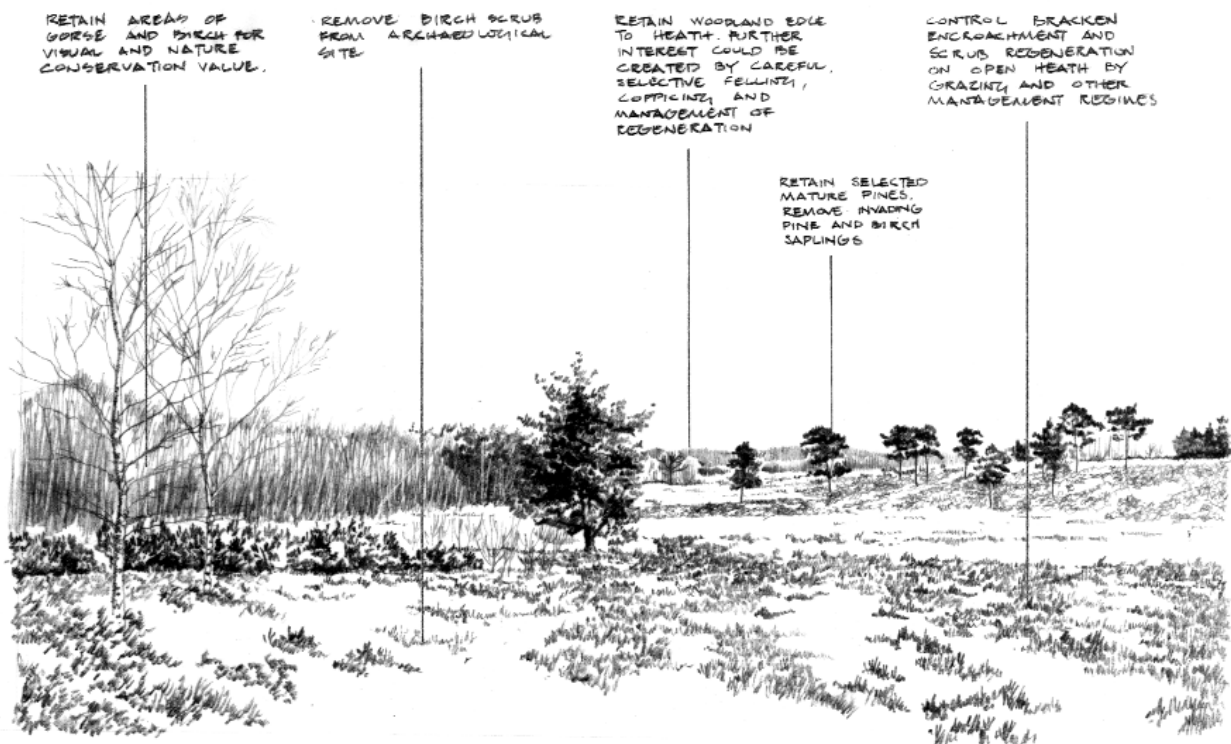 RETAIN AREAS OF
GORSE AND BIRCH FOR
VISUAL AND NATURE
CONSERVATION VALUE.
REMOVE BIRCH SCRUB
FROM ARCHAEOLOGICAL
SITE
RETAIN WOODLAND EDGE
TO HEATH. FURTHER
INTEREST COULD BE
CREATED BY CAREFUL,
SELECTIVE FELLING,
COPPICING AND
MANAGEMENT OF
REGENERATION
CONTROL BRACKEN
ENCROACHMENT AND
SCRUB REGENERATION
ON OPEN HEATH BY
GRAZING AND OTHER
MANAGEMENT REGIMES
RETAIN SELECTED
MATURE PINES.
REMOVE INVADING
PINE AND BIRCH
SAPLINGS